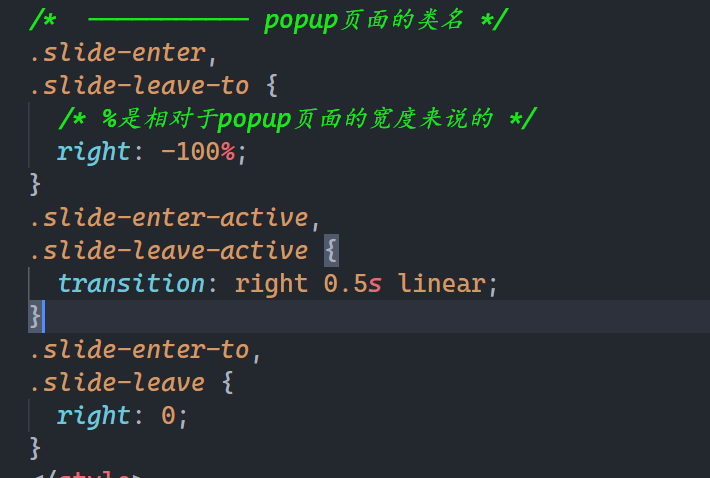 /* ——————————— popup页面的类名 */
.slide-enter,
.slide-leave-to {
/* %是相对于popup页面的宽度来说的 */
right: -100%;
}
.slide-enter-active,
.slide-leave-active {
transition: right 0.5s linear;
}
.slide-enter-to,
.slide-leave {
right: 0;
}
</style>